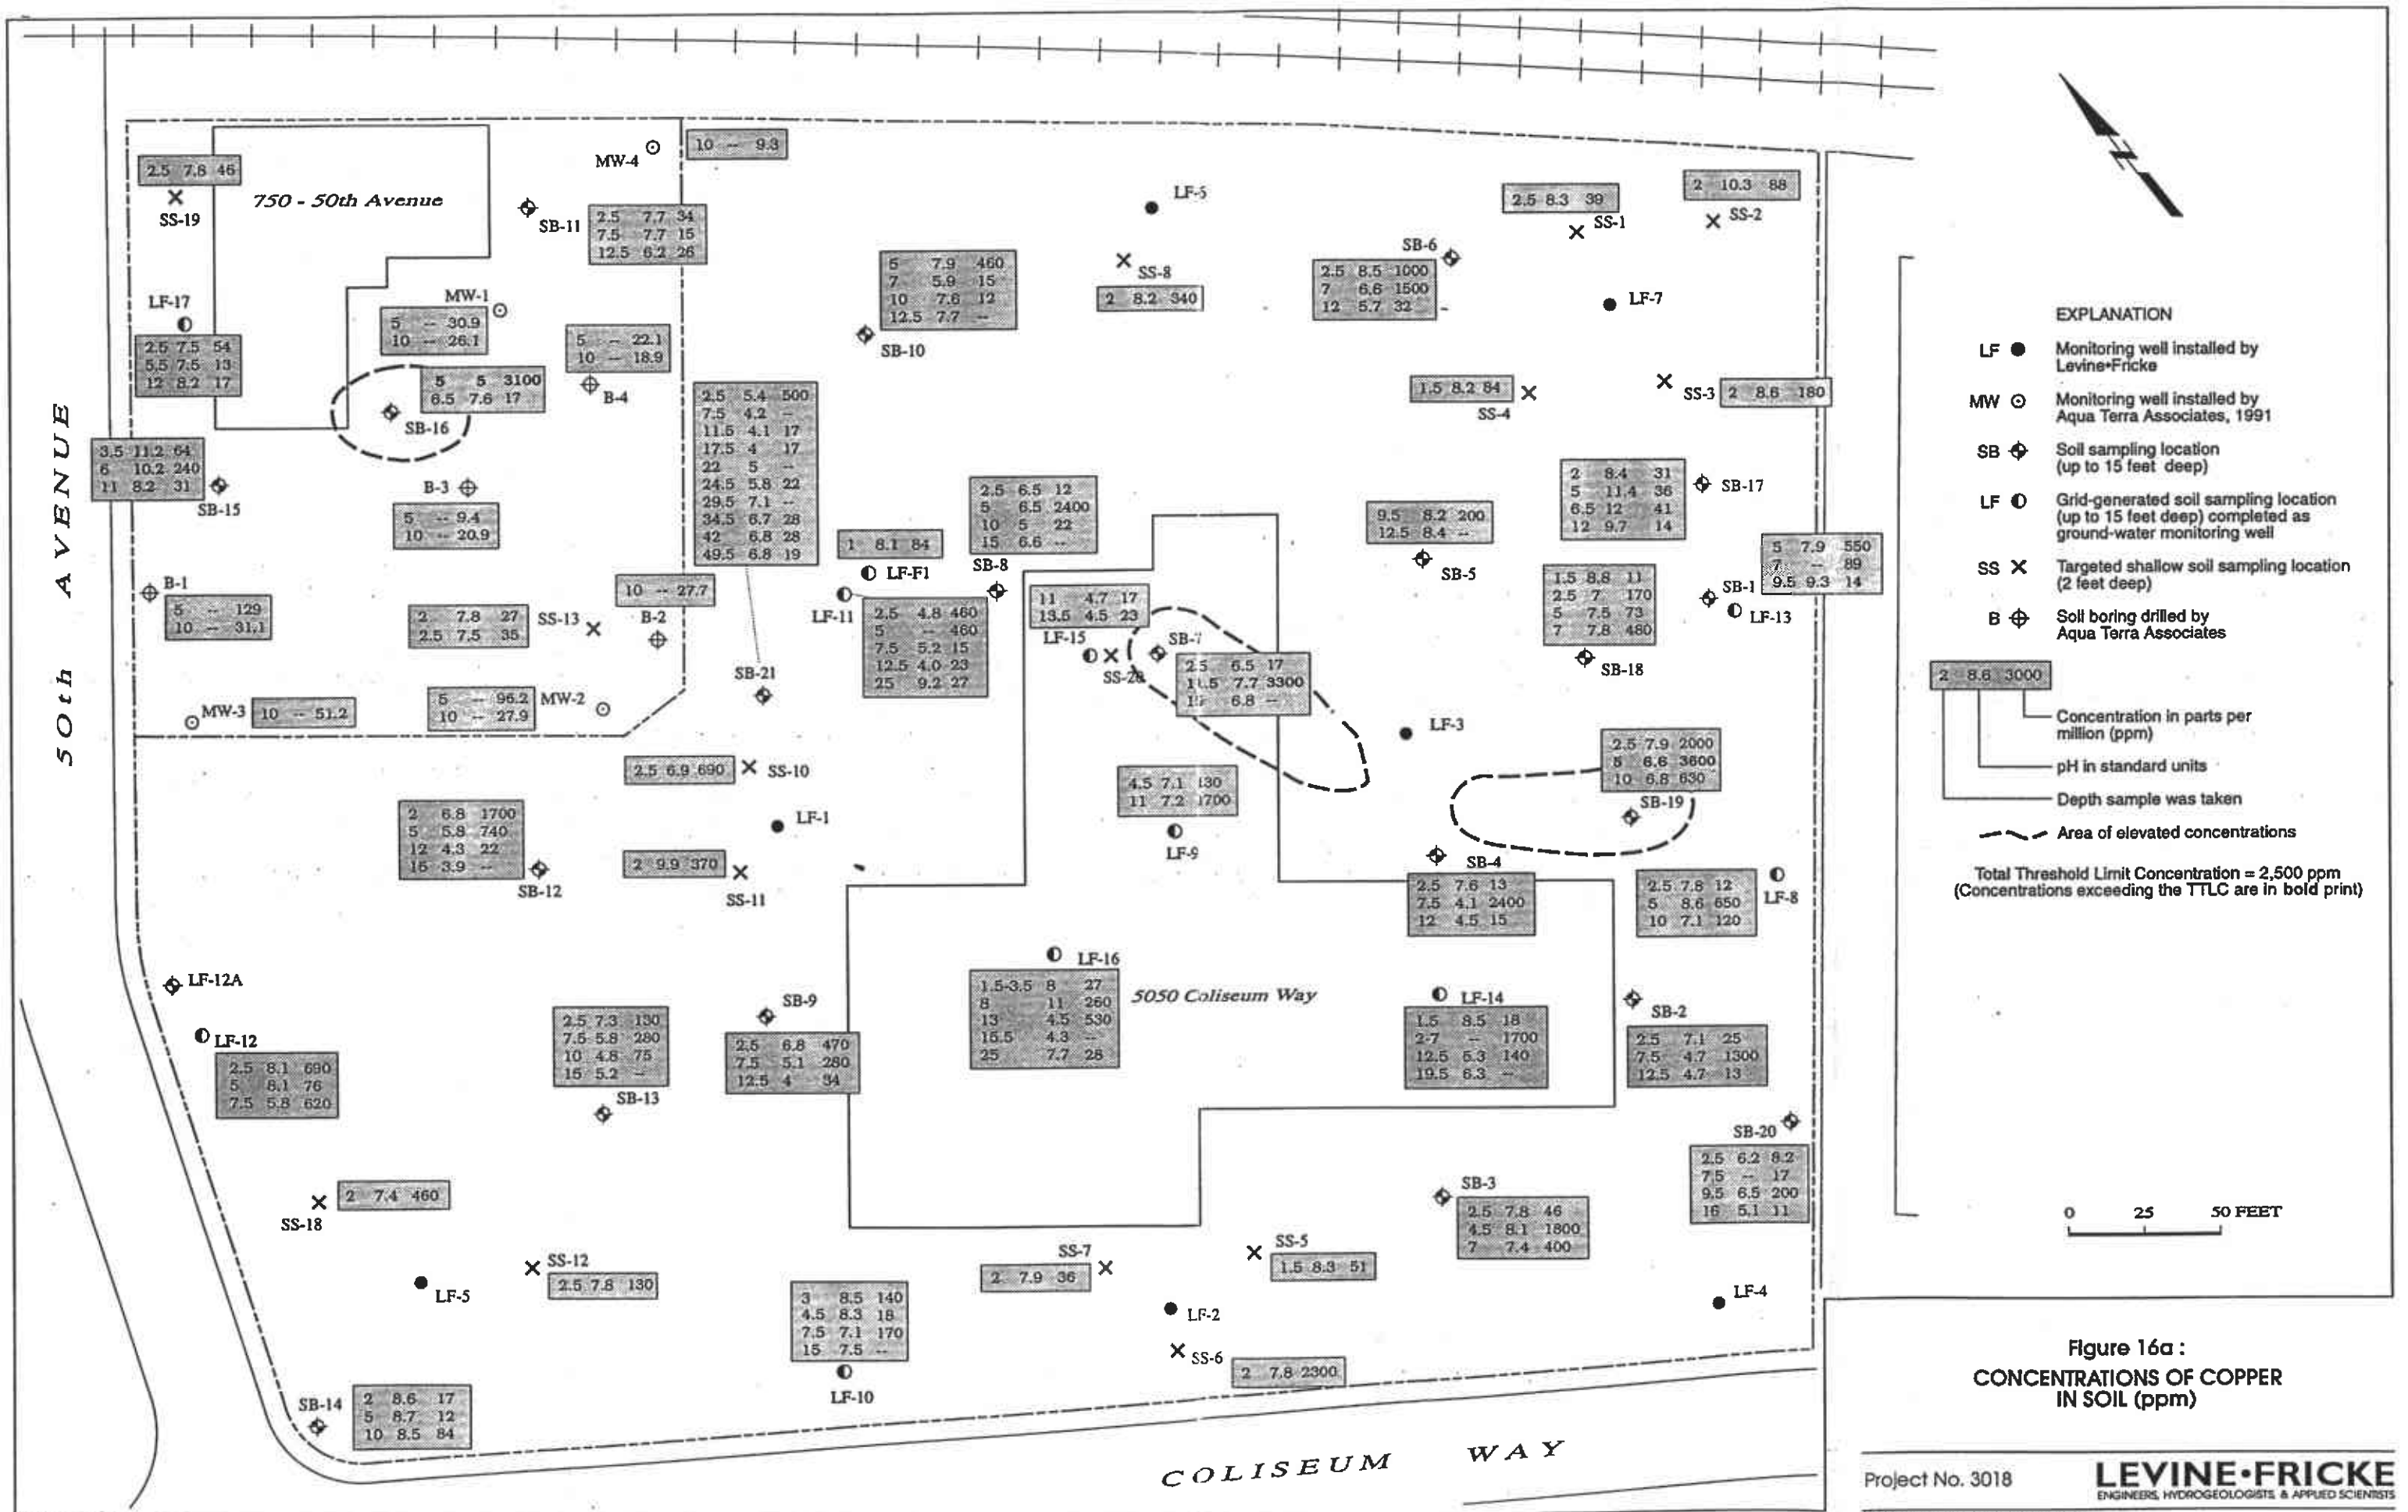 10 -- 9.3
MW-4
2.5 7.8 46
SS-19
750 - 50th Avenue
SB-11
2.5 7.7 34
7.5 7.7 15
12.5 6.2 26
LF-5
SS-8
2 8.2 340
2.5 8.3 39
SS-1
2 10.3 88
SS-2
SB-6
2.5 8.5 1000
7 6.6 1500
12 5.7 32
LF-7
5 7.9 460
7 5.9 15
10 7.6 12
12.5 7.7 --
SB-10
LF-17
2.5 7.5 54
5.5 7.5 13
12 8.2 17
MW-1
5 -- 30.9
10 -- 26.1
5 -- 22.1
10 -- 18.9
B-4
5 5 3100
6.5 7.6 17
SB-16
1.5 8.2 84
SS-4
SS-3
2 8.6 180
50th AVENUE
3.5 11.2 64
6 10.2 240
11 8.2 31
SB-15
B-3
5 -- 9.4
10 -- 20.9
2.5 5.4 500
7.5 4.2 --
11.5 4.1 17
17.5 4 17
22 5 --
24.5 5.8 22
29.5 7.1 --
34.5 6.7 28
42 6.8 28
49.5 6.8 19
SB-21
1 8.1 84
LF-F1
LF-11
2.5 4.8 460
5 -- 460
7.5 5.2 15
12.5 4.0 23
25 9.2 27
2.5 6.5 12
5 6.5 2400
10 5 22
15 6.6 --
SB-8
11 4.7 17
13.5 4.5 23
LF-15
SS-20
SB-7
2.5 6.5 17
11.5 7.7 3300
6.8 --
9.5 8.2 200
12.5 8.4 --
SB-5
2 8.4 31
5 11.4 36
6.5 12 41
12 9.7 14
SB-17
5 7.9 550
7 -- 89
9.5 9.3 14
SB-1
LF-13
1.5 8.8 11
2.5 7 170
5 7.5 73
7 7.8 480
SB-18
B-1
5 -- 129
10 -- 31.1
2 7.8 27
2.5 7.5 35
SS-13
10 -- 27.7
B-2
MW-3
10 -- 51.2
5 -- 96.2
10 -- 27.9
MW-2
2.5 6.9 690
SS-10
LF-1
2 9.9 370
SS-11
2 6.8 1700
5 5.8 740
12 4.3 22
15 3.9 --
SB-12
LF-3
4.5 7.1 130
11 7.2 1700
LF-9
2.5 7.9 2000
5 6.6 3600
10 6.8 630
SB-19
SB-4
2.5 7.6 13
7.5 4.1 2400
12 4.5 15
2.5 7.8 12
5 8.6 650
10 7.1 120
LF-8
LF-12A
LF-12
2.5 8.1 690
5 8.1 76
7.5 5.8 620
2.5 7.3 130
7.5 5.8 280
10 4.8 75
15 5.2 --
SB-13
SB-9
2.5 6.8 470
7.5 5.1 280
12.5 4 34
LF-16
1.5-3.5 8 27
8 11 260
13 4.5 530
15.5 4.3 --
25 7.7 28
5050 Coliseum Way
LF-14
1.5 8.5 18
2-7 -- 1700
12.5 5.3 140
19.5 6.3 --
SB-2
2.5 7.1 25
7.5 4.7 1300
12.5 4.7 13
SB-20
2.5 6.2 8.2
7.5 -- 17
9.5 6.5 200
16 5.1 11
SS-18
2 7.4 460
LF-5
SS-12
2.5 7.8 130
SB-3
2.5 7.8 46
4.5 8.1 1800
7 7.4 400
SS-7
2 7.9 36
SS-5
1.5 8.3 51
LF-2
SS-6
2 7.8 2300
LF-4
3 8.5 140
4.5 8.3 18
7.5 7.1 170
15 7.5 --
LF-10
SB-14
2 8.6 17
5 8.7 12
10 8.5 84
COLISEUM WAY
EXPLANATION
LF Monitoring well installed by
Levine•Fricke
MW Monitoring well installed by
Aqua Terra Associates, 1991
SB Soil sampling location
(up to 15 feet deep)
LF Grid-generated soil sampling location
(up to 15 feet deep) completed as
ground-water monitoring well
SS Targeted shallow soil sampling location
(2 feet deep)
B Soil boring drilled by
Aqua Terra Associates
2 8.6 3000
Concentration in parts per
million (ppm)
pH in standard units
Depth sample was taken
Area of elevated concentrations
Total Threshold Limit Concentration = 2,500 ppm
(Concentrations exceeding the TTLC are in bold print)
0 25 50 FEET
Figure 16a :
CONCENTRATIONS OF COPPER
IN SOIL (ppm)
Project No. 3018
LEVINE•FRICKE
ENGINEERS, HYDROGEOLOGISTS, & APPLIED SCIENTISTS